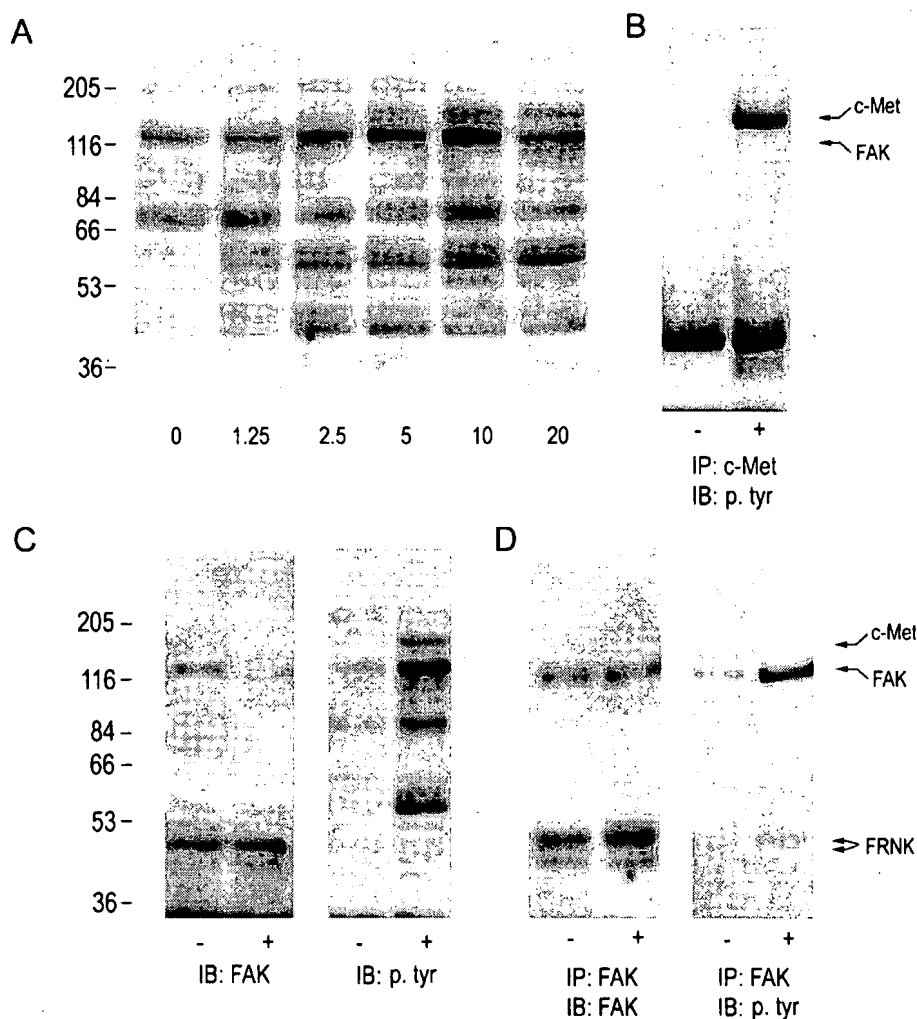 A
205 –
116 –
84 –
66 –
53 –
36 –
0 1.25 2.5 5 10 20
B
c-Met
FAK
- +
IP: c-Met
IB: p. tyr
C
205 –
116 –
84 –
66 –
53 –
36 –
- +
IB: FAK
- +
IB: p. tyr
D
c-Met
FAK
FRNK
- +
IP: FAK
IB: FAK
- +
IP: FAK
IB: p. tyr